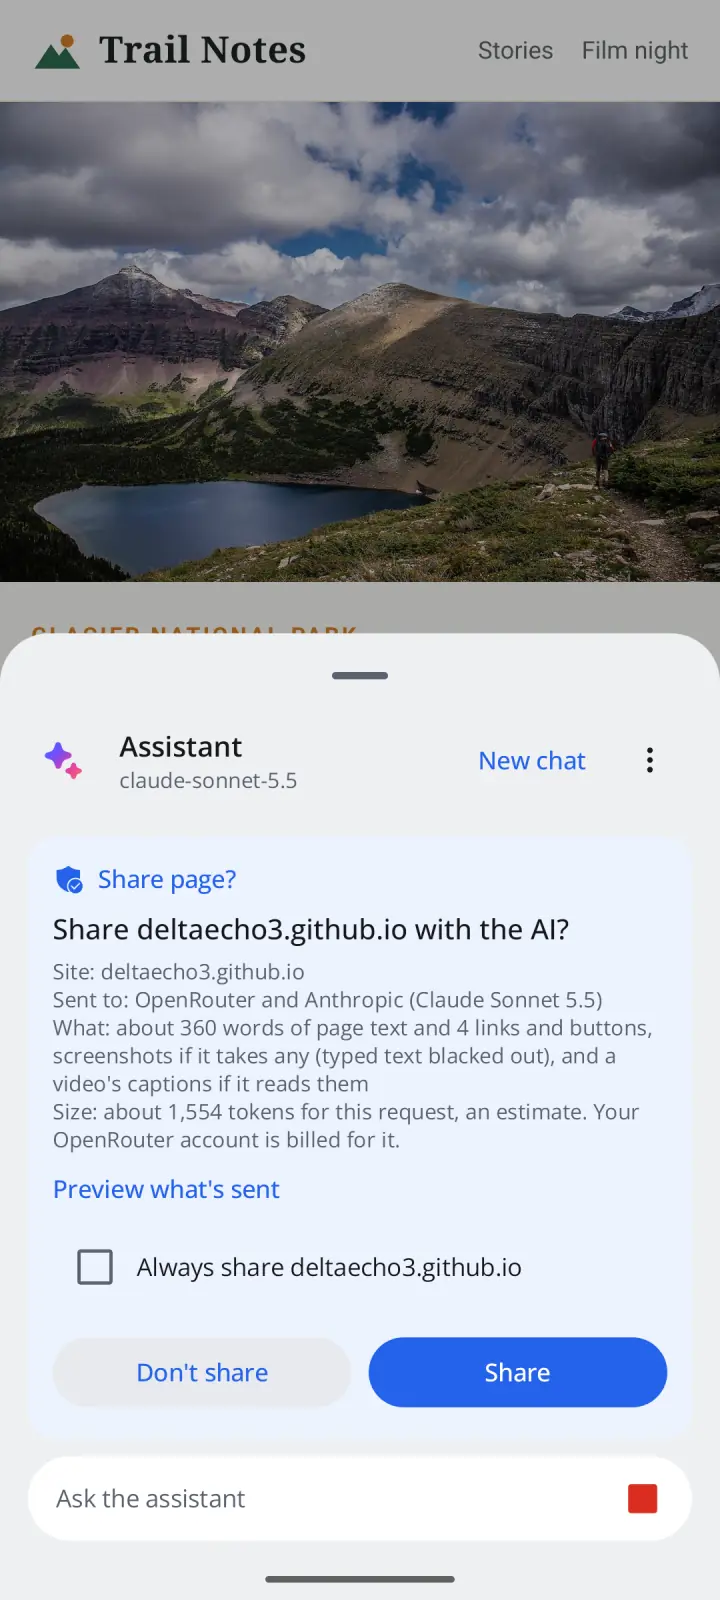 Trail Notes
Stories
Film night
GLACIER NATIONAL PARK
Assistant
claude-sonnet-5.5
New chat
Share page?
Share deltaecho3.github.io with the AI?
Site: deltaecho3.github.io
Sent to: OpenRouter and Anthropic (Claude Sonnet 5.5)
What: about 360 words of page text and 4 links and buttons,
screenshots if it takes any (typed text blacked out), and a
video's captions if it reads them
Size: about 1,554 tokens for this request, an estimate. Your
OpenRouter account is billed for it.
Preview what's sent
Always share deltaecho3.github.io
Don't share
Share
Ask the assistant